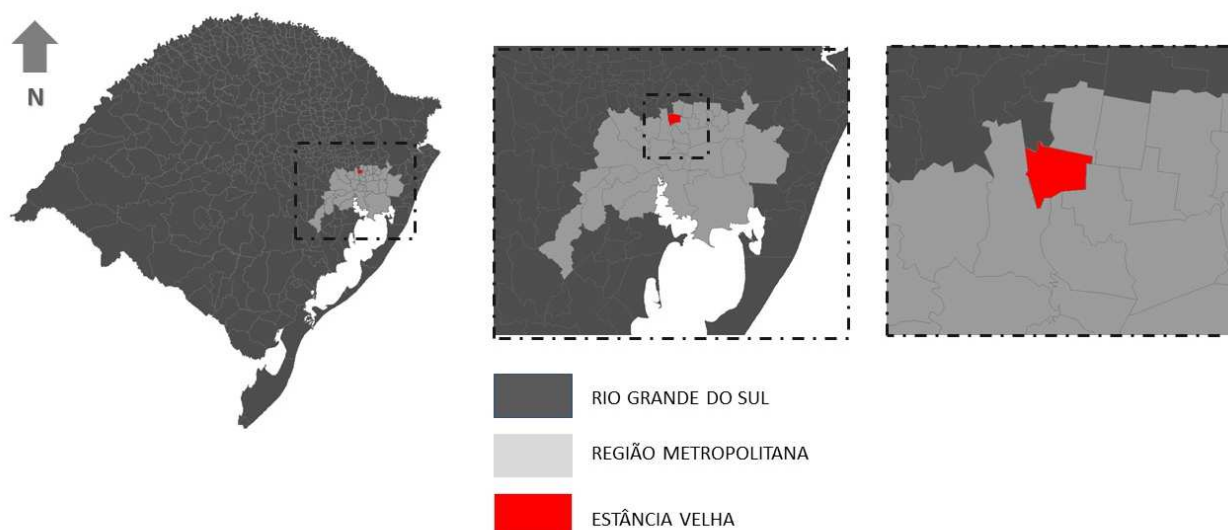 N
RIO GRANDE DO SUL
REGIÃO METROPOLITANA
ESTÂNCIA VELHA